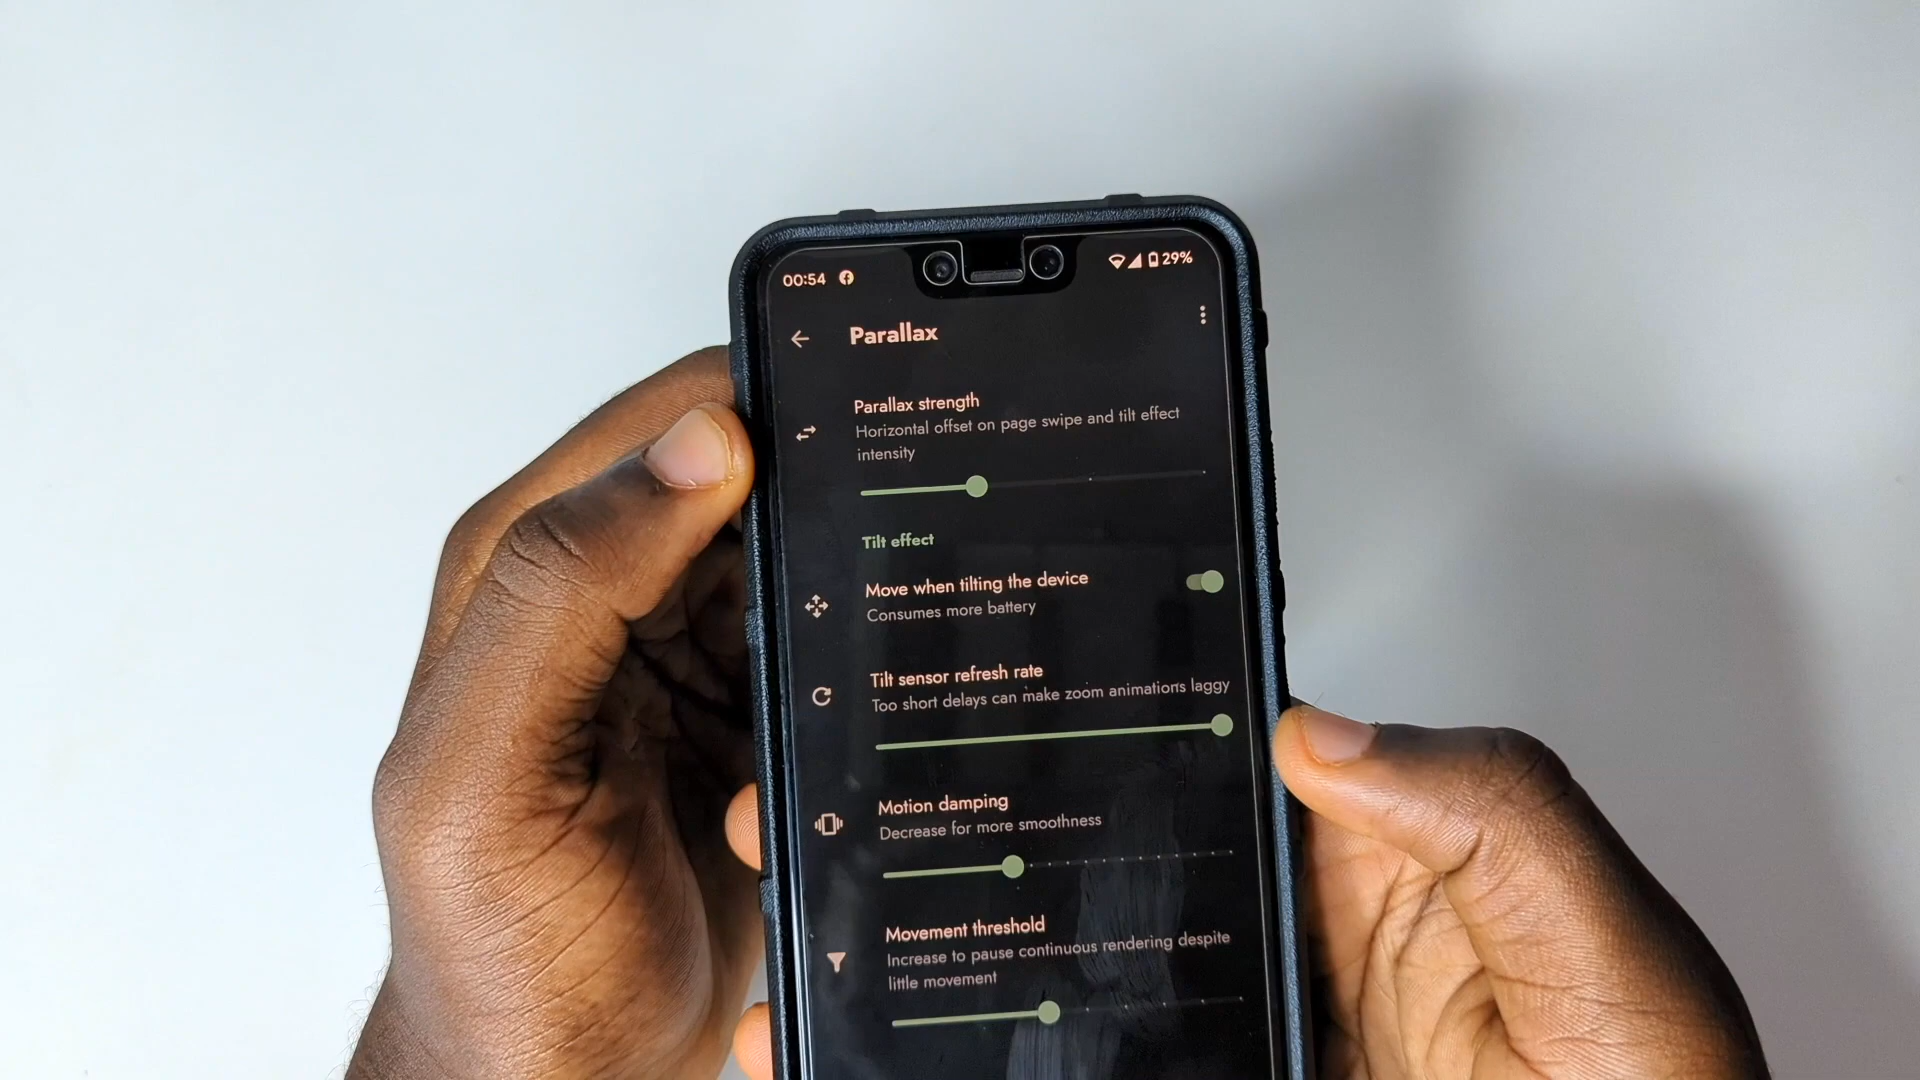 00:54 29%
Parallax
Parallax strength
Horizontal offset on page swipe and tilt effect
intensity
Tilt effect
Move when tilting the device
Consumes more battery
Tilt sensor refresh rate
Too short delays can make zoom animations laggy
Motion damping
Decrease for more smoothness
Movement threshold
Increase to pause continuous rendering despite
little movement